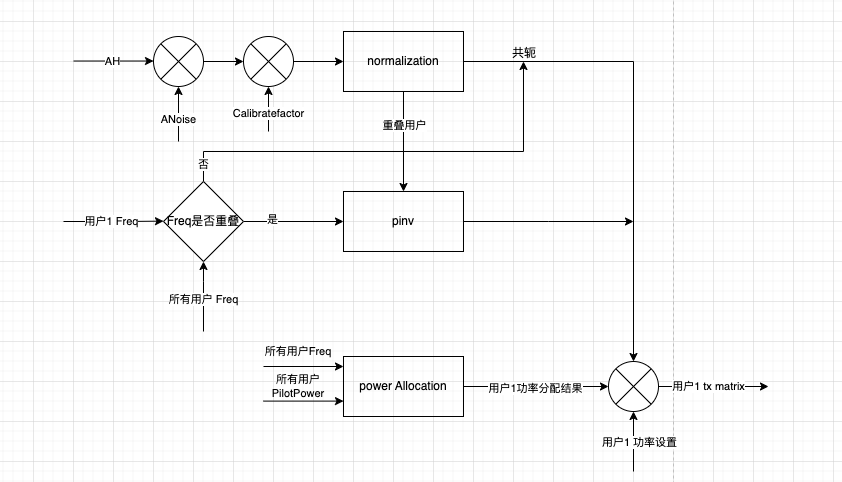 共轭
AH
normalization
ANoise
Calibratefactor
重叠用户
否
用户1 Freq
Freq是否重叠
是
pinv
所有用户 Freq
所有用户Freq
所有用户
PilotPower
power Allocation
用户1功率分配结果
用户1 tx matrix
用户1 功率设置